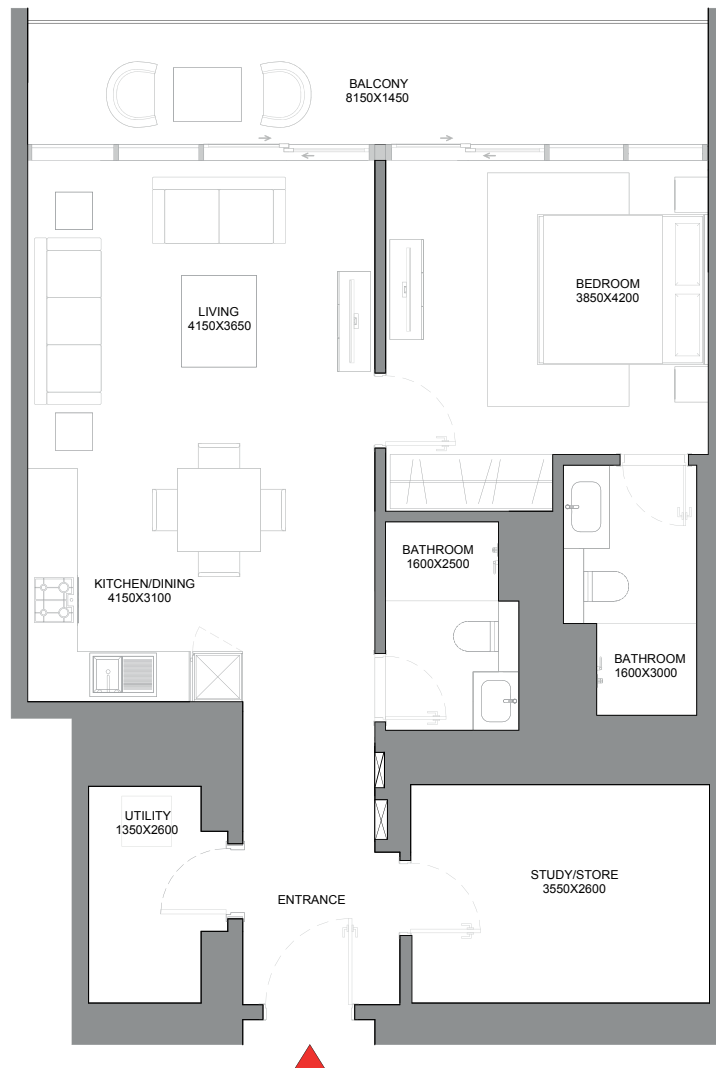 BALCONY
8150X1450
BEDROOM
3850X4200
LIVING
4150X3650
BATHROOM
1600X2500
KITCHEN/DINING
4150X3100
BATHROOM
1600X3000
UTILITY
1350X2600
STUDY/STORE
3550X2600
ENTRANCE